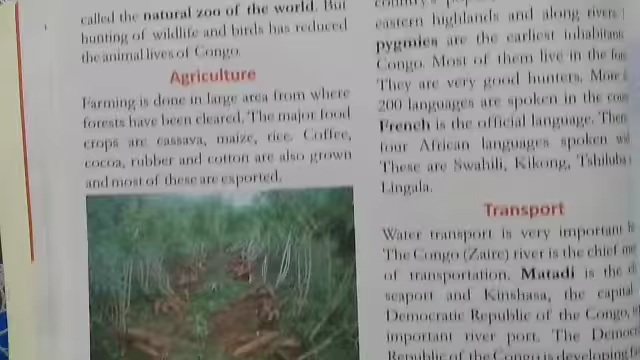 called the natural zoo of the world. But
hunting of wildlife and birds has reduced
the animal lives of Congo.
Agriculture
Farming is done in large area from where
forests have been cleared. The major food
crops are cassava, maize, rice. Coffee,
cocoa, rubber and cotton are also grown
and most of these are exported.
eastern highlands and along rivers
pygmies are the earliest
Congo. Most of them live in the
They are very good hunters. More
200 languages are spoken in the
French is the official language.
four African languages spoken
These are Swahili, Kikong, Tshiluba
Lingala.
Transport
Water transport is very important
The Congo (Zaire) river is the chief
of transportation. Matadi is the
seaport and Kinshasa, the capital
Democratic Republic of the Congo,
important river port. The
Republic of the Congo is developing